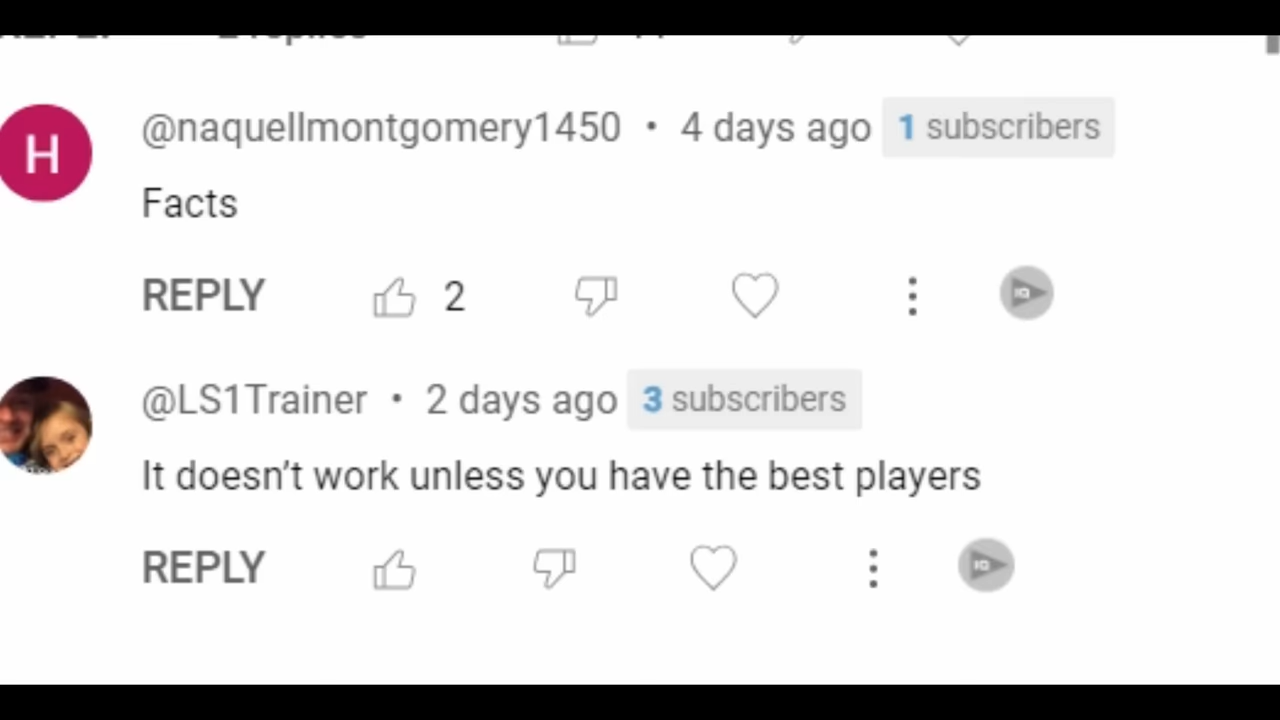 @naquellmontgomery1450 • 4 days ago 1 subscribers
H
Facts
REPLY 2
@LS1Trainer • 2 days ago 3 subscribers
It doesn't work unless you have the best players
REPLY